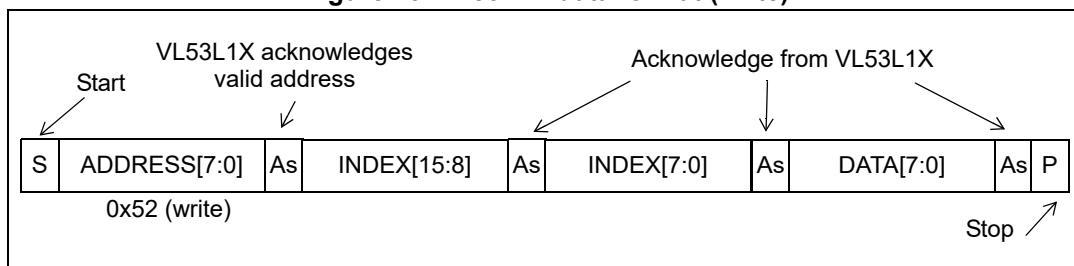 VL53L1X acknowledges
valid address
Acknowledge from VL53L1X
Start
S ADDRESS[7:0] As INDEX[15:8] As INDEX[7:0] As DATA[7:0] As P
0x52 (write)
Stop